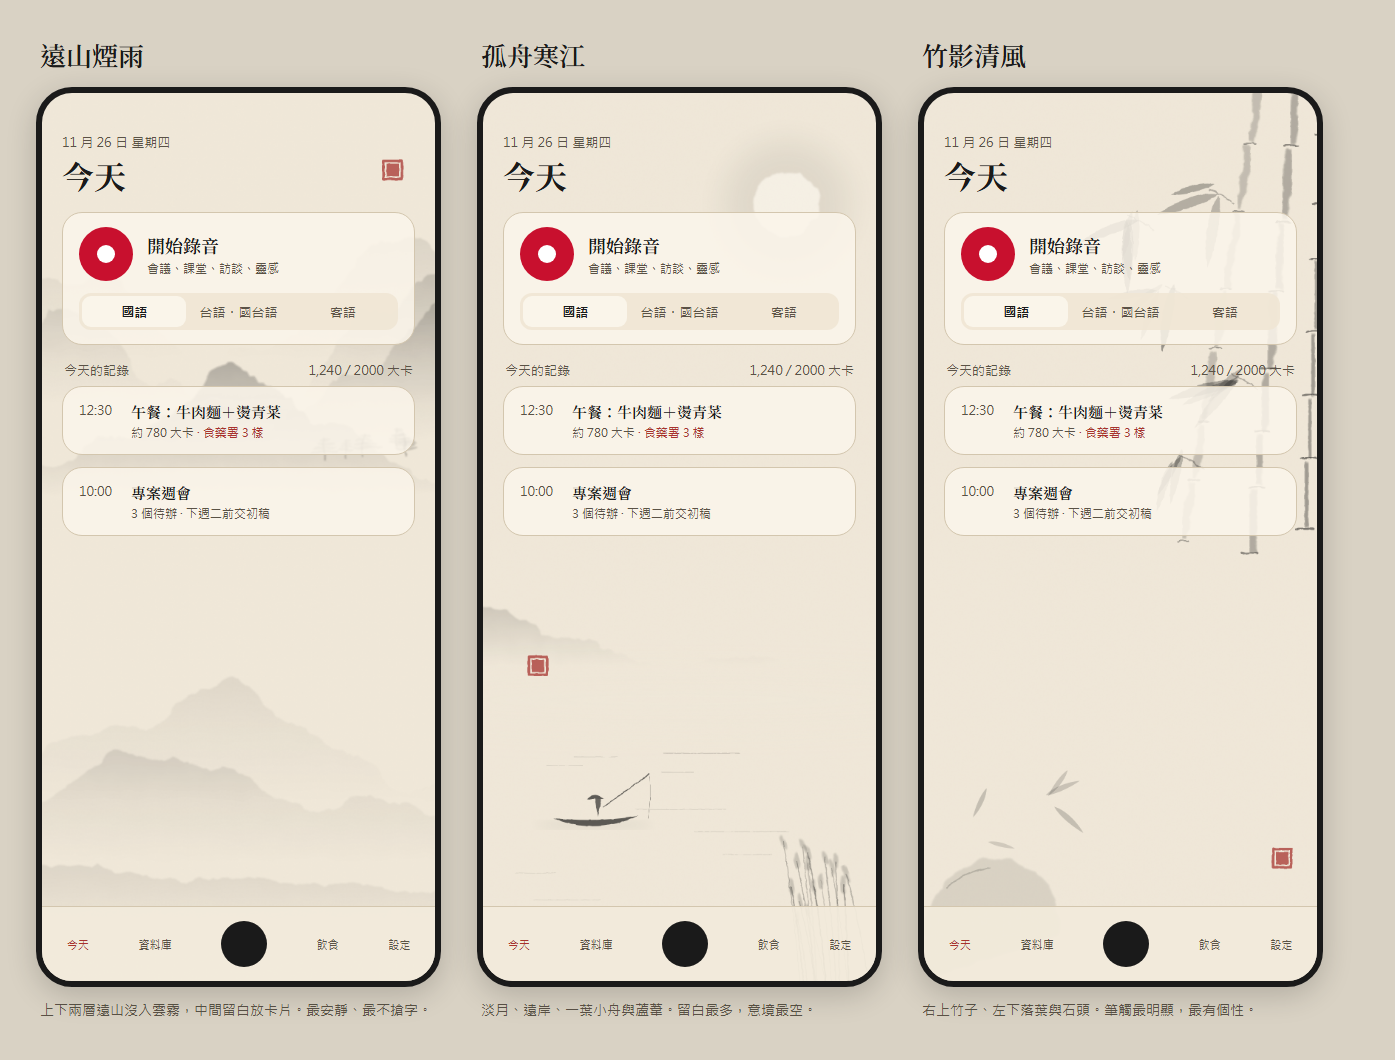 遠山煙雨
11 月 26 日 星期四
今天
開始錄音
會議、課堂、訪談、靈感
國語 台語・國台語 客語
今天的記錄 1,240 / 2000 大卡
12:30 午餐：牛肉麵＋燙青菜
約 780 大卡 · 食藥署 3 樣
10:00 專案週會
3 個待辦 · 下週二前交初稿
今天 資料庫 飲食 設定
上下兩層遠山沒入雲霧，中間留白放卡片。最安靜、最不搶字。
孤舟寒江
11 月 26 日 星期四
今天
開始錄音
會議、課堂、訪談、靈感
國語 台語・國台語 客語
今天的記錄 1,240 / 2000 大卡
12:30 午餐：牛肉麵＋燙青菜
約 780 大卡 · 食藥署 3 樣
10:00 專案週會
3 個待辦 · 下週二前交初稿
今天 資料庫 飲食 設定
淡月、遠岸、一葉小舟與蘆葦。留白最多，意境最空。
竹影清風
11 月 26 日 星期四
今天
開始錄音
會議、課堂、訪談、靈感
國語 台語・國台語 客語
今天的記錄 1,240 / 2000 大卡
12:30 午餐：牛肉麵＋燙青菜
約 780 大卡 · 食藥署 3 樣
10:00 專案週會
3 個待辦 · 下週二前交初稿
今天 資料庫 飲食 設定
右上竹子、左下落葉與石頭。筆觸最明顯，最有個性。